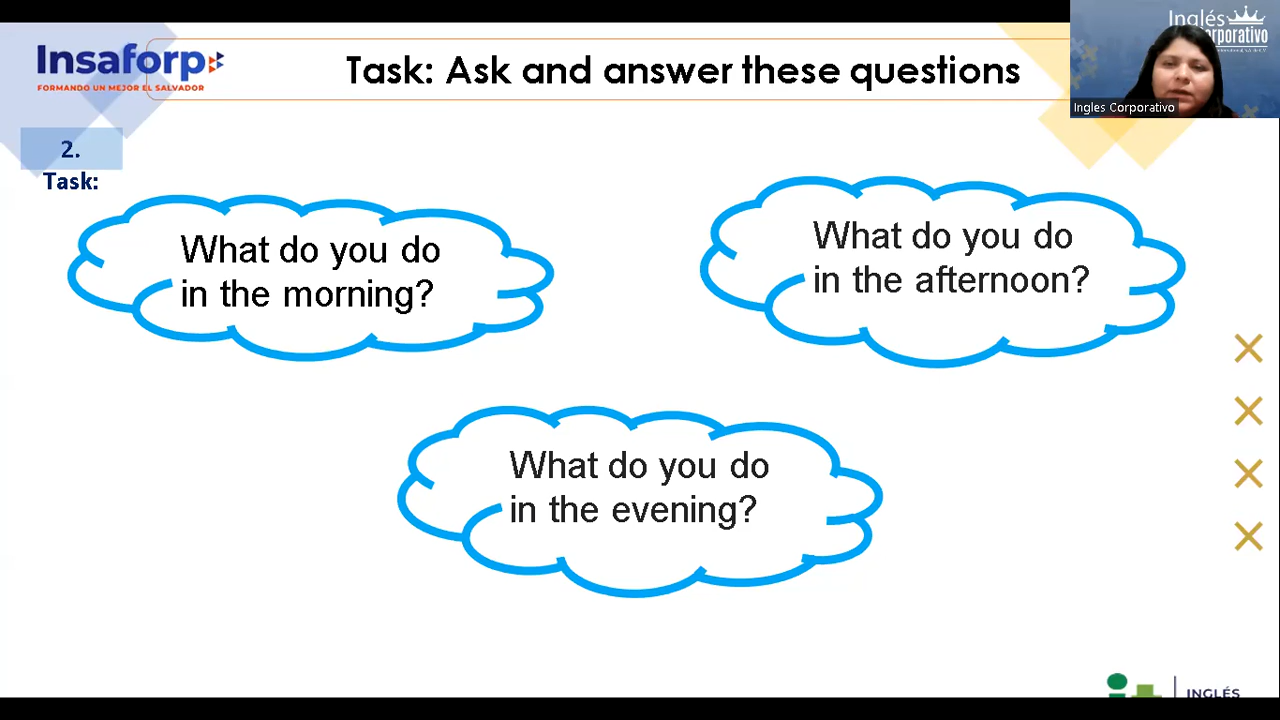 Insaforp
FORMANDO UN MEJOR EL SALVADOR
Task: Ask and answer these questions
Inglés
Corporativo
Ingles Corporativo
2.
Task:
What do you do
in the morning?
What do you do
in the afternoon?
What do you do
in the evening?
INGLÉS